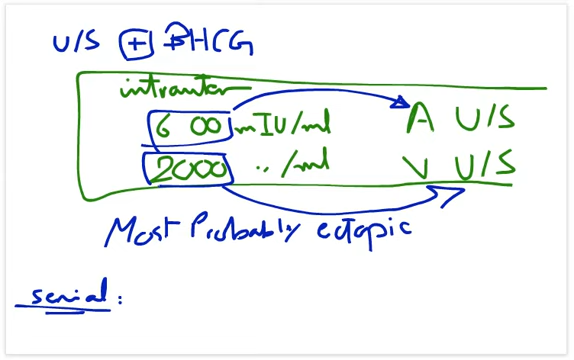 U/S + βHCG
intrauter
6 00 mIU/ml A U/S
2000 〃/ml V U/S
Most Probably ectopic
serial: